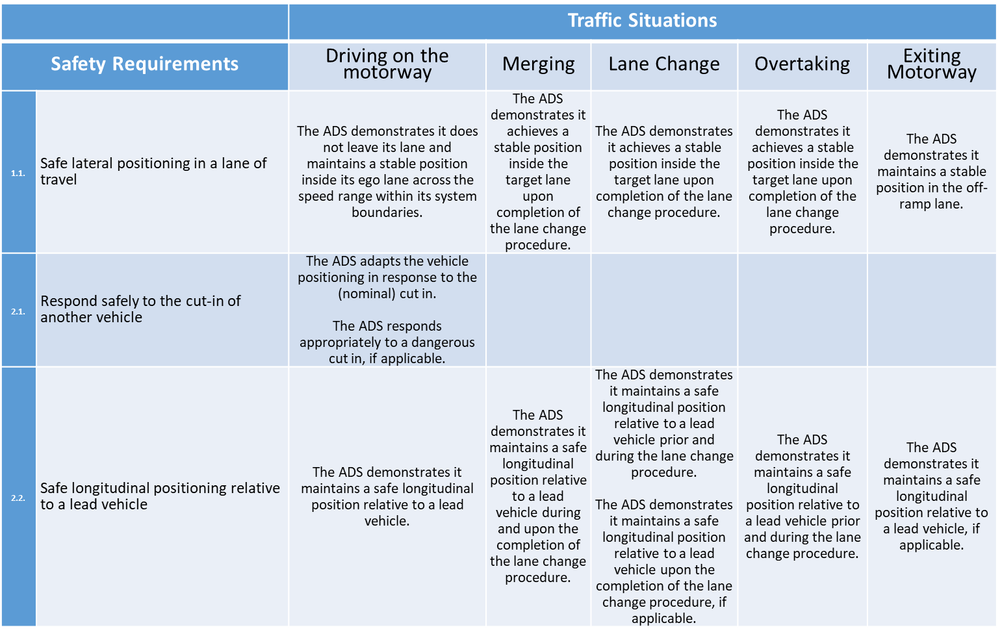 Traffic Situations
Safety Requirements
Driving on the
motorway
Merging
Lane Change
Overtaking
Exiting
Motorway
1.1.
Safe lateral positioning in a lane of
travel
The ADS demonstrates it does
not leave its lane and
maintains a stable position
inside its ego lane across the
speed range within its system
boundaries.
The ADS
demonstrates it
achieves a
stable position
inside the
target lane
upon
completion of
the lane change
procedure.
The ADS demonstrates
it achieves a stable
position inside the
target lane upon
completion of the lane
change procedure.
The ADS
demonstrates it
achieves a stable
position inside the
target lane upon
completion of the
lane change
procedure.
The ADS
demonstrates it
maintains a stable
position in the off-
ramp lane.
2.1.
Respond safely to the cut-in of
another vehicle
The ADS adapts the vehicle
positioning in response to the
(nominal) cut in.
The ADS responds
appropriately to a dangerous
cut in, if applicable.
2.2.
Safe longitudinal positioning relative
to a lead vehicle
The ADS demonstrates it
maintains a safe longitudinal
position relative to a lead
vehicle.
The ADS
demonstrates it
maintains a safe
longitudinal
position relative
to a lead
vehicle during
and upon the
completion of
the lane change
procedure.
The ADS demonstrates
it maintains a safe
longitudinal position
relative to a lead
vehicle prior and
during the lane change
procedure.
The ADS demonstrates
it maintains a safe
longitudinal position
relative to a lead
vehicle upon the
completion of the lane
change procedure, if
applicable.
The ADS
demonstrates it
maintains a safe
longitudinal
position relative to
a lead vehicle prior
and during the lane
change procedure.
The ADS
demonstrates it
maintains a safe
longitudinal
position relative to
a lead vehicle, if
applicable.